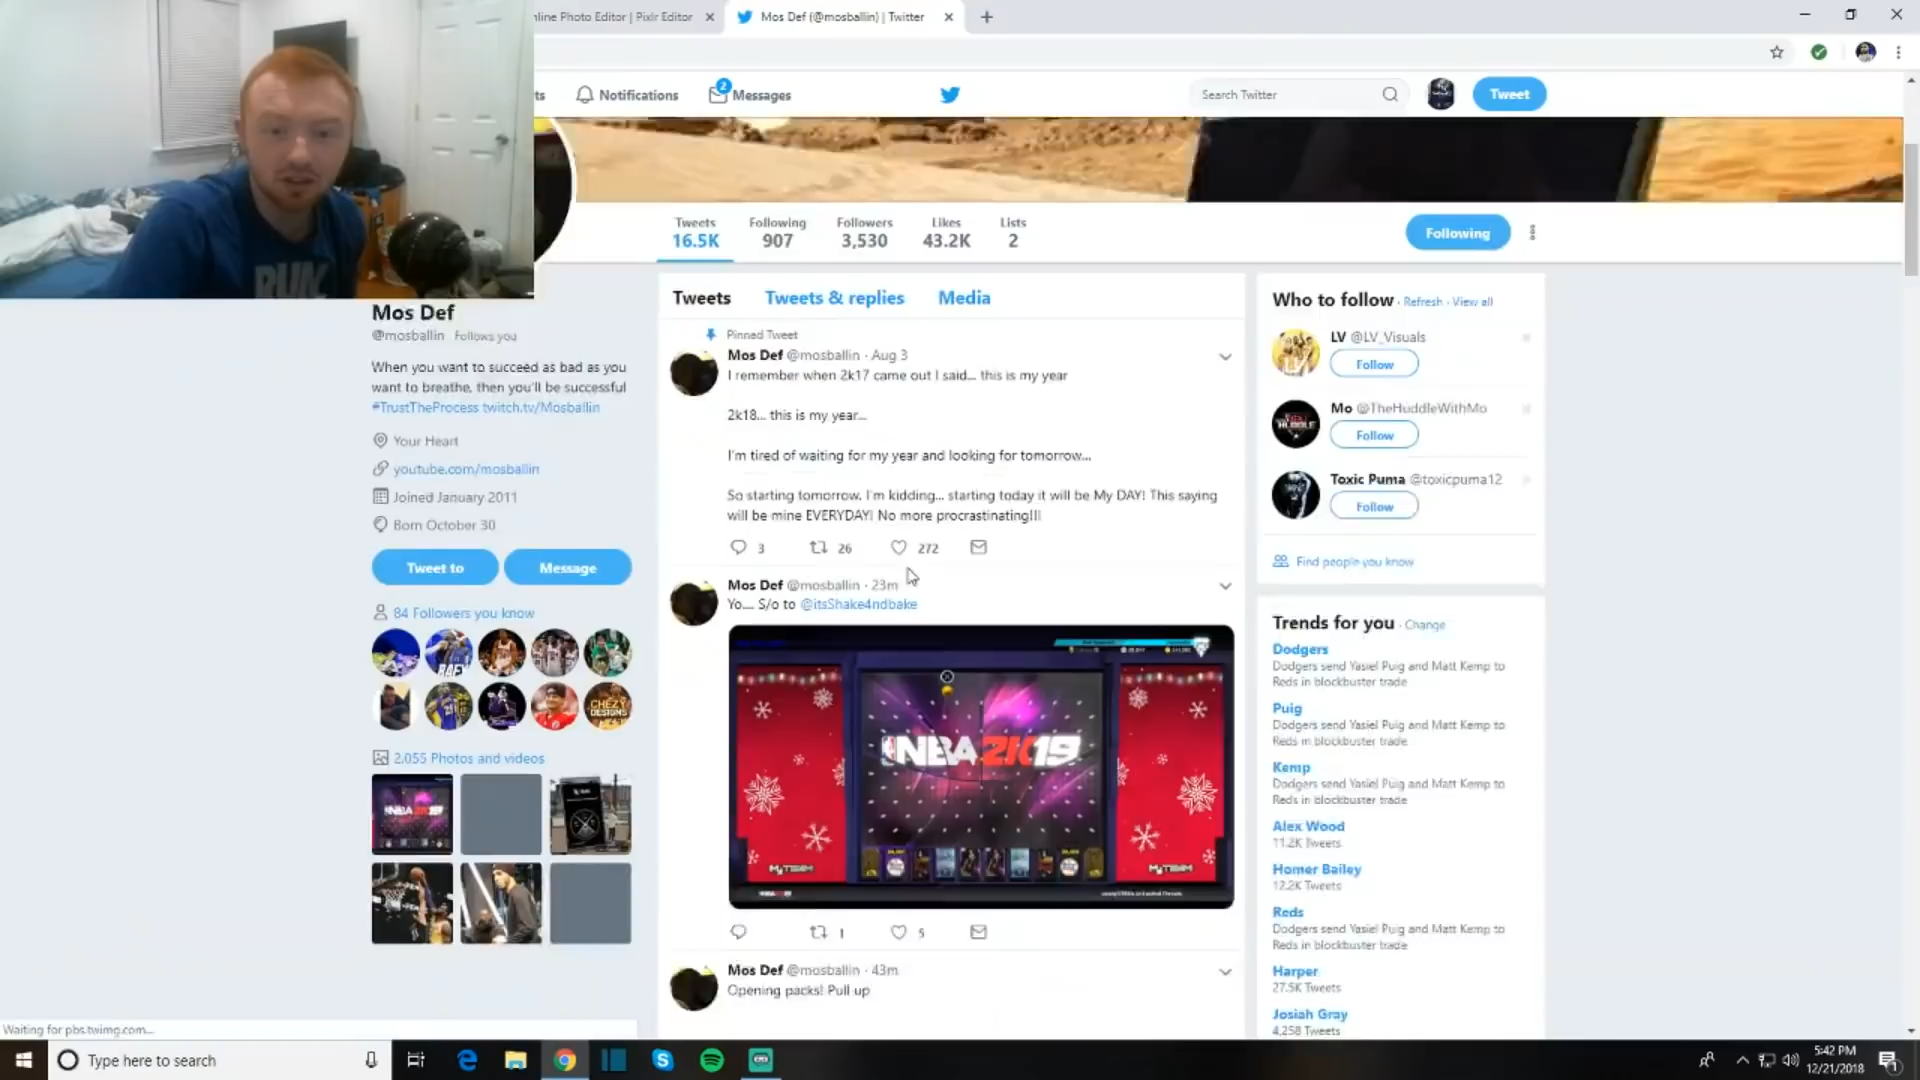 nline Photo Editor | Pixlr Editor
Mos Def (@mosballin) | Twitter
ts
Notifications
2
Messages
Search Twitter
Tweet
Tweets
Following
Followers
Likes
Lists
16.5K
907
3,530
43.2K
2
Following
RUN
Mos Def
@mosballin Follows you
When you want to succeed as bad as you
want to breathe, then you'll be successful
#TrustTheProcess twitch.tv/Mosballin
Your Heart
youtube.com/mosballin
Joined January 2011
Born October 30
Tweet to
Message
84 Followers you know
CHEZY
DESIGNS
2,055 Photos and videos
Tweets
Tweets & replies
Media
Pinned Tweet
Mos Def @mosballin · Aug 3
I remember when 2k17 came out I said... this is my year
2k18... this is my year...
I'm tired of waiting for my year and looking for tomorrow...
So starting tomorrow, I'm kidding... starting today it will be My DAY! This saying
will be mine EVERYDAY! No more procrastinating!!!
3
26
272
Mos Def @mosballin · 23m
Yo.... S/o to @itsShake4ndbake
NBA 2K19
MyTEAM
MyTEAM
1
5
Mos Def @mosballin · 43m
Opening packs! Pull up
Who to follow · Refresh · View all
LV @LV_Visuals
Follow
Mo @TheHuddleWithMo
Follow
Toxic Puma @toxicpuma12
Follow
Find people you know
Trends for you · Change
Dodgers
Dodgers send Yasiel Puig and Matt Kemp to
Reds in blockbuster trade
Puig
Dodgers send Yasiel Puig and Matt Kemp to
Reds in blockbuster trade
Kemp
Dodgers send Yasiel Puig and Matt Kemp to
Reds in blockbuster trade
Alex Wood
11.2K Tweets
Homer Bailey
12.2K Tweets
Reds
Dodgers send Yasiel Puig and Matt Kemp to
Reds in blockbuster trade
Harper
27.5K Tweets
Josiah Gray
4,258 Tweets
Waiting for pbs.twimg.com...
Type here to search
5:42 PM
12/21/2018
1